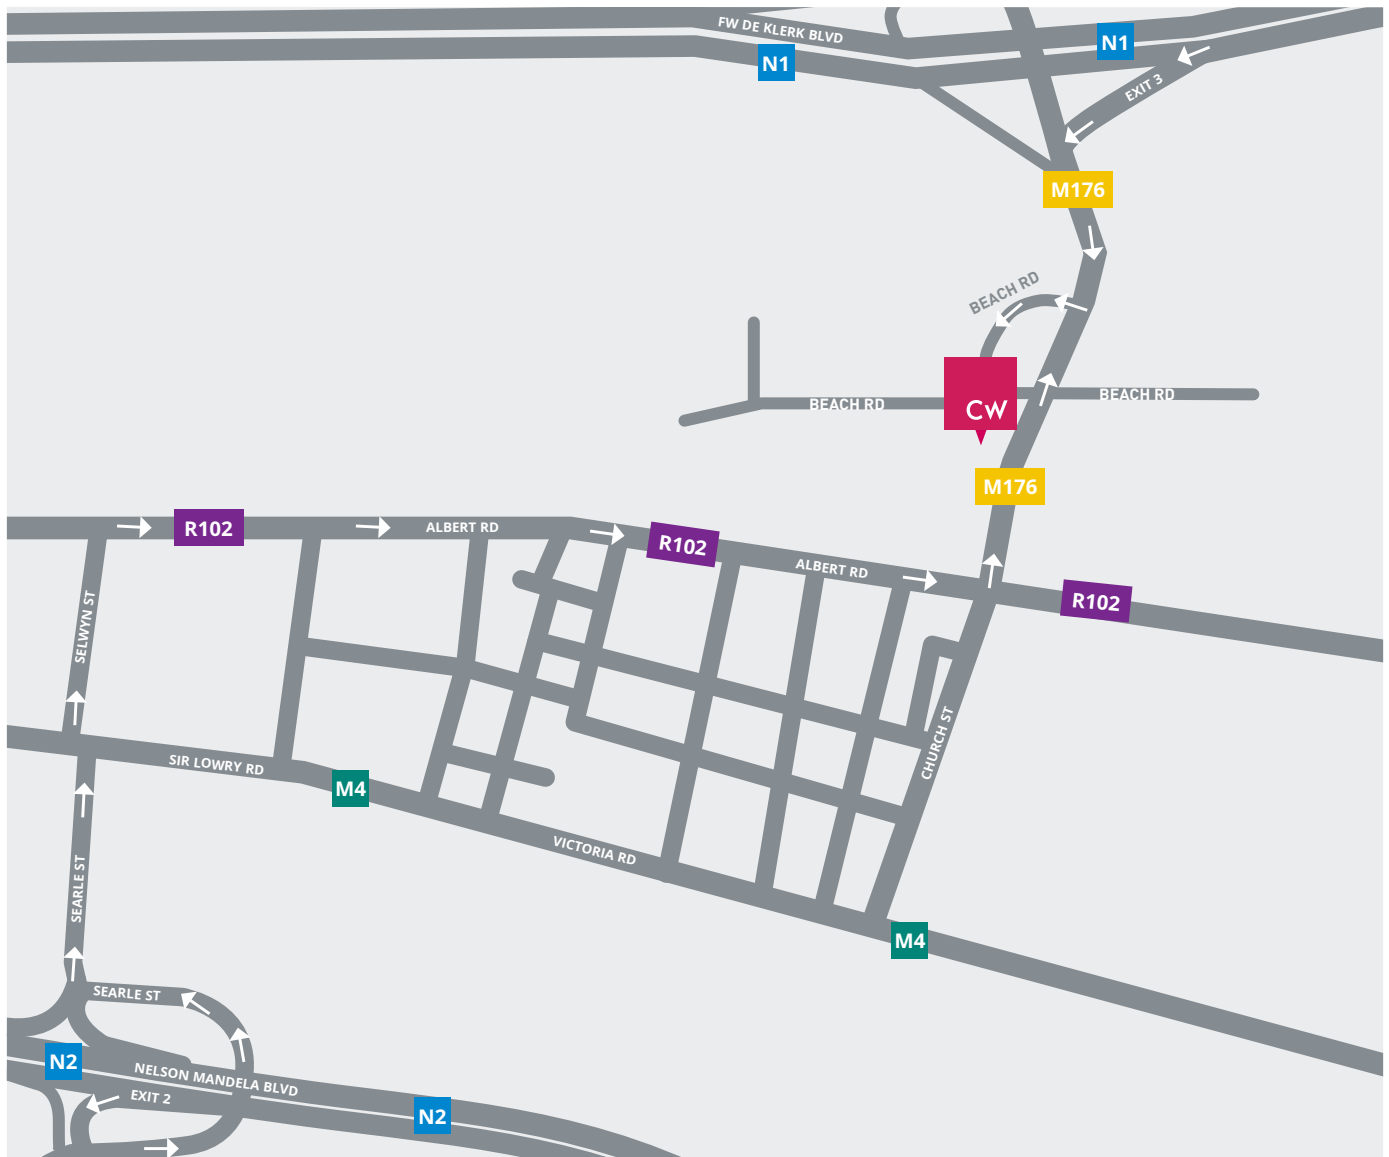 FW DE KLERK BLVD
N1
N1
EXIT 3
M176
BEACH RD
BEACH RD
BEACH RD
CW
M176
R102
ALBERT RD
R102
ALBERT RD
R102
SELWYN ST
CHURCH ST
SIR LOWRY RD
M4
VICTORIA RD
SEARLE ST
M4
SEARLE ST
N2
NELSON MANDELA BLVD
EXIT 2
N2